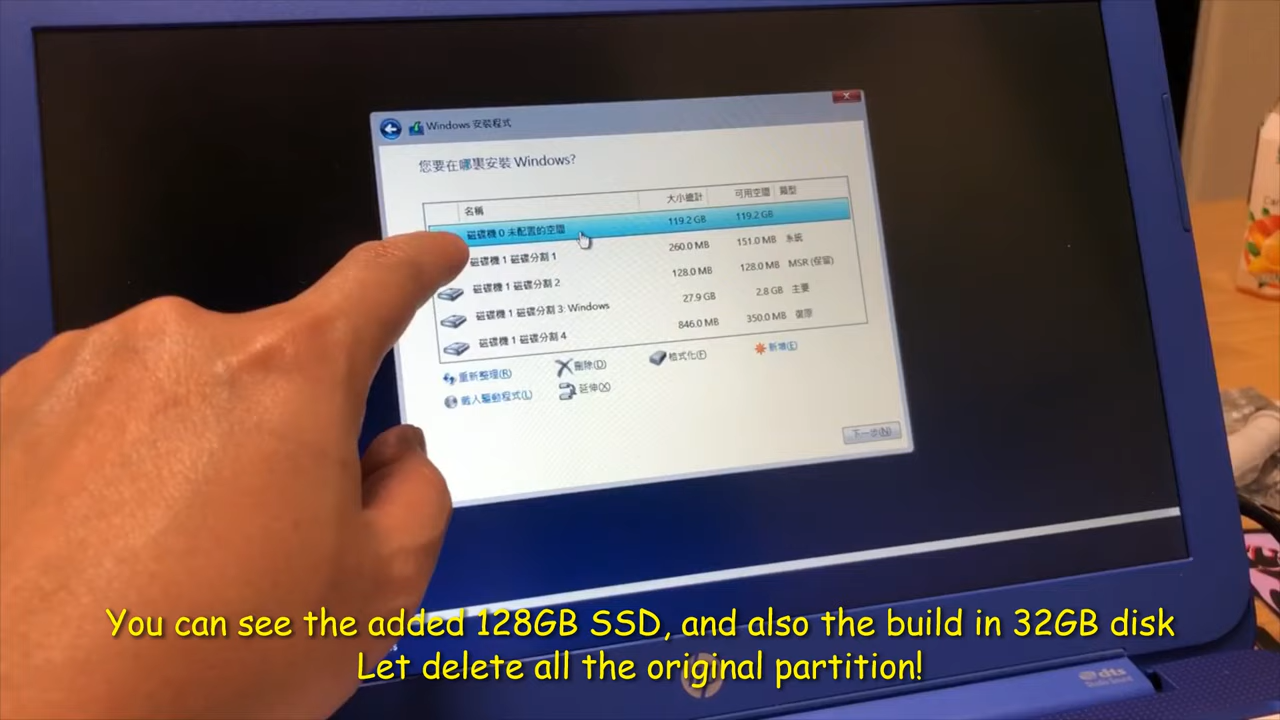 Windows 安裝程式
您要在哪裏安裝 Windows?
名稱 大小總計 可用空間 類型
磁碟機 0 未配置的空間 119.2 GB 119.2 GB
磁碟機 1 磁碟分割 1 260.0 MB 151.0 MB 系統
磁碟機 1 磁碟分割 2 128.0 MB 128.0 MB MSR (保留)
磁碟機 1 磁碟分割 3: Windows 27.9 GB 2.8 GB 主要
磁碟機 1 磁碟分割 4 846.0 MB 350.0 MB 復原
重新整理(R) 刪除(D) 格式化(F) 新增(E)
載入驅動程式(L) 延伸(X)
下一步(N)
You can see the added 128GB SSD, and also the build in 32GB disk
Let delete all the original partition!
dts